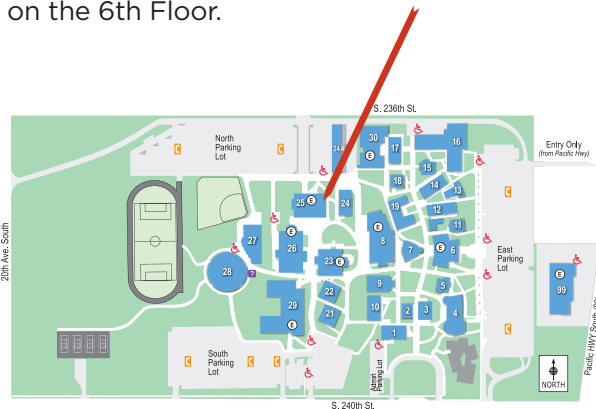 on the 6th Floor.
S. 236th St.
Entry Only
(from Pacific Hwy)
North
Parking
Lot
24A
30
17
16
15
18
14
13
25
24
19
12
11
20th Ave. South
27
26
8
7
6
28
?
23
East
Parking
Lot
99
29
22
21
9
10
5
2
3
4
1
South
Parking
Lot
Admin
Parking Lot
Pacific HWY South
NORTH
S. 240th St.
E
E
E
E
E
E
E
E
C
C
C
C
C
C
C